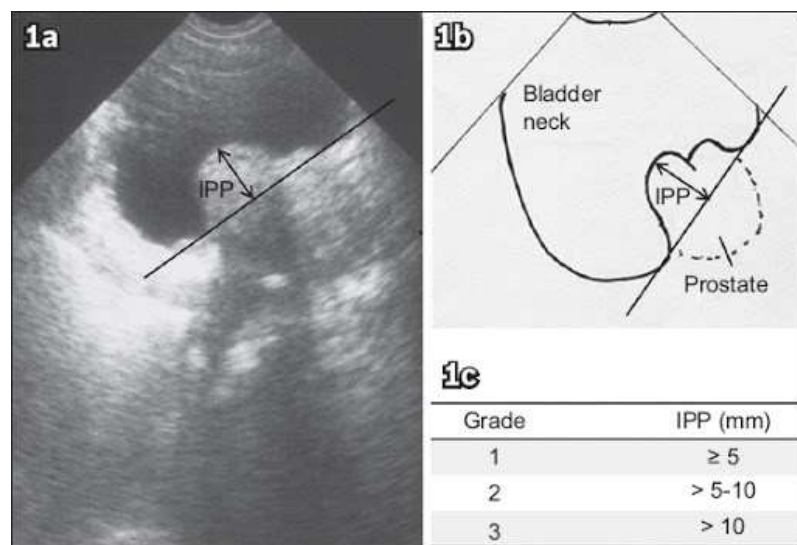 1a
IPP
1b
Bladder
neck
IPP
Prostate
1c
Grade IPP (mm)
1 ≥ 5
2 > 5-10
3 > 10